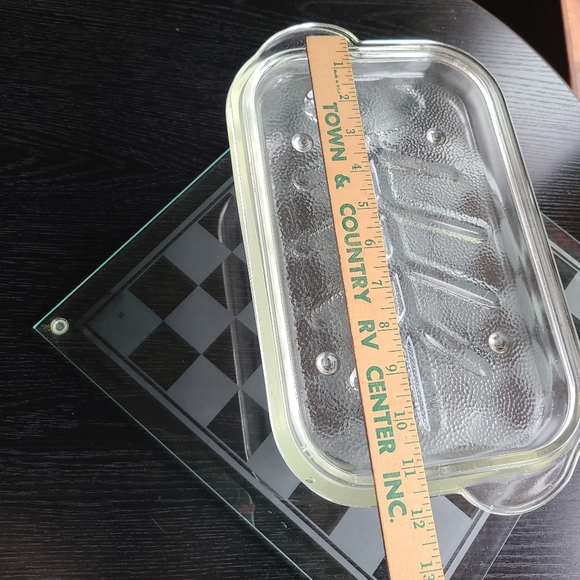 TOWN & COUNTRY RV CENTER INC.
1 2 3 4 5 6 7 8 9 10 11 12 13